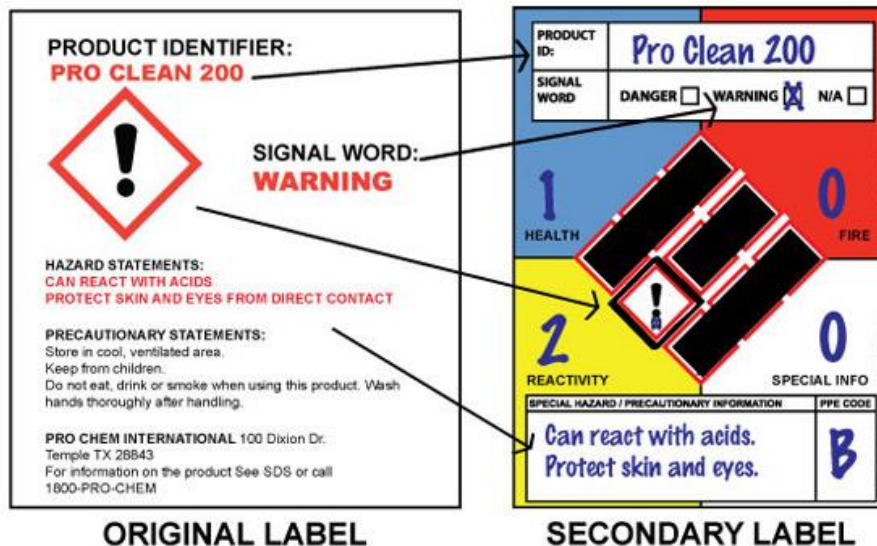 PRODUCT IDENTIFIER:
PRO CLEAN 200
SIGNAL WORD:
WARNING
HAZARD STATEMENTS:
CAN REACT WITH ACIDS
PROTECT SKIN AND EYES FROM DIRECT CONTACT
PRECAUTIONARY STATEMENTS:
Store in cool, ventilated area.
Keep from children.
Do not eat, drink or smoke when using this product. Wash
hands thoroughly after handling.
PRO CHEM INTERNATIONAL 100 Dixion Dr.
Temple TX 28843
For information on the product See SDS or call
1800-PRO-CHEM
ORIGINAL LABEL
PRODUCT
ID:
Pro Clean 200
SIGNAL
WORD
DANGER WARNING X N/A
1
HEALTH
0
FIRE
2
REACTIVITY
0
SPECIAL INFO
SPECIAL HAZARD / PRECAUTIONARY INFORMATION
PPE CODE
Can react with acids.
Protect skin and eyes.
B
SECONDARY LABEL